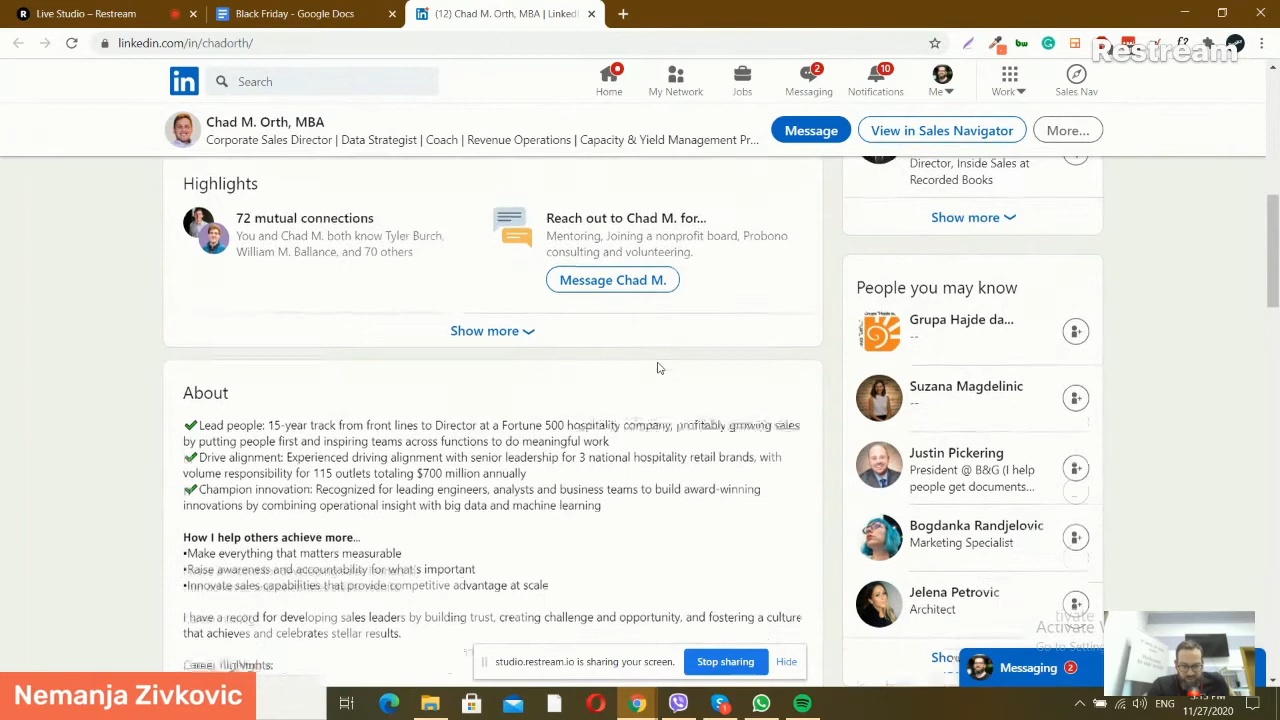 Live Studio – Restream
Black Friday - Google Docs
(12) Chad M. Orth, MBA | Linked
linkedin.com/in/chadorth/
Restream
Search
Home
My Network
Jobs
2
Messaging
10
Notifications
Me
Work
Sales Nav
Chad M. Orth, MBA
Corporate Sales Director | Data Strategist | Coach | Revenue Operations | Capacity & Yield Management Pr...
Message
View in Sales Navigator
More...
Highlights
72 mutual connections
You and Chad M. both know Tyler Burch,
William M. Ballance, and 70 others
Reach out to Chad M. for...
Mentoring, Joining a nonprofit board, Probono
consulting and volunteering.
Message Chad M.
Show more
About
Lead people: 15-year track from front lines to Director at a Fortune 500 hospitality company, profitably growing sales
by putting people first and inspiring teams across functions to do meaningful work
Drive alignment: Experienced driving alignment with senior leadership for 3 national hospitality retail brands, with
volume responsibility for 115 outlets totaling $700 million annually
Champion innovation: Recognized for leading engineers, analysts and business teams to build award-winning
innovations by combining operational insight with big data and machine learning
How I help others achieve more...
•Make everything that matters measurable
•Raise awareness and accountability for what's important
•Innovate sales capabilities that provide competitive advantage at scale
I have a record for developing sales leaders by building trust, creating challenge and opportunity, and fostering a culture
that achieves and celebrates stellar results.
Director, Inside Sales at
Recorded Books
Show more
People you may know
Grupa Hajde da...
--
Suzana Magdelinic
--
Justin Pickering
President @ B&G (I help
people get documents...
Bogdanka Randjelovic
Marketing Specialist
Jelena Petrovic
Architect
Messaging 2
studio.restream.io is sharing your screen.
Stop sharing
Hide
Nemanja Zivkovic
ENG
11/27/2020